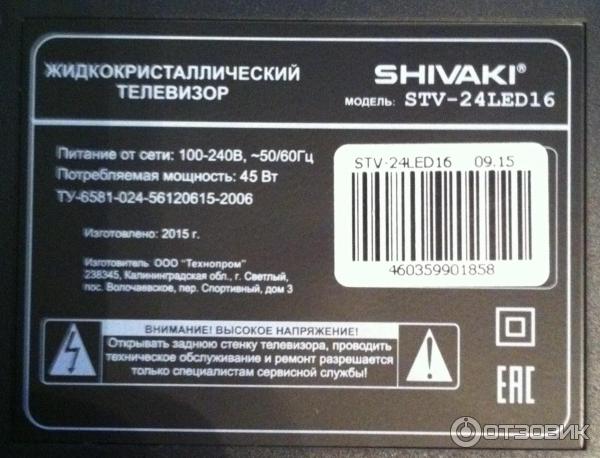 ЖИДКОКРИСТАЛЛИЧЕСКИЙ
ТЕЛЕВИЗОР
SHIVAKI®
МОДЕЛЬ: STV-24LED16
Питание от сети: 100-240В, ~50/60Гц
Потребляемая мощность: 45 Вт
ТУ-6581-024-56120615-2006
Изготовлено: 2015 г.
Изготовитель ООО "Технопром"
238345, Калининградская обл., г. Светлый,
пос. Волочаевское, пер. Спортивный, дом 3
STV-24LED16 09.15
460359901858
ВНИМАНИЕ! ВЫСОКОЕ НАПРЯЖЕНИЕ!
Открывать заднюю стенку телевизора, проводить
техническое обслуживание и ремонт разрешается
только специалистам сервисной службы!
EAC
ОТЗОВИК